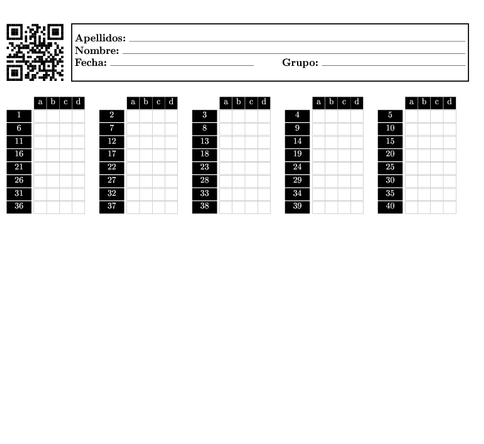 Apellidos:
Nombre:
Fecha: Grupo:
a b c d a b c d a b c d a b c d a b c d
1 2 3 4 5
6 7 8 9 10
11 12 13 14 15
16 17 18 19 20
21 22 23 24 25
26 27 28 29 30
31 32 33 34 35
36 37 38 39 40